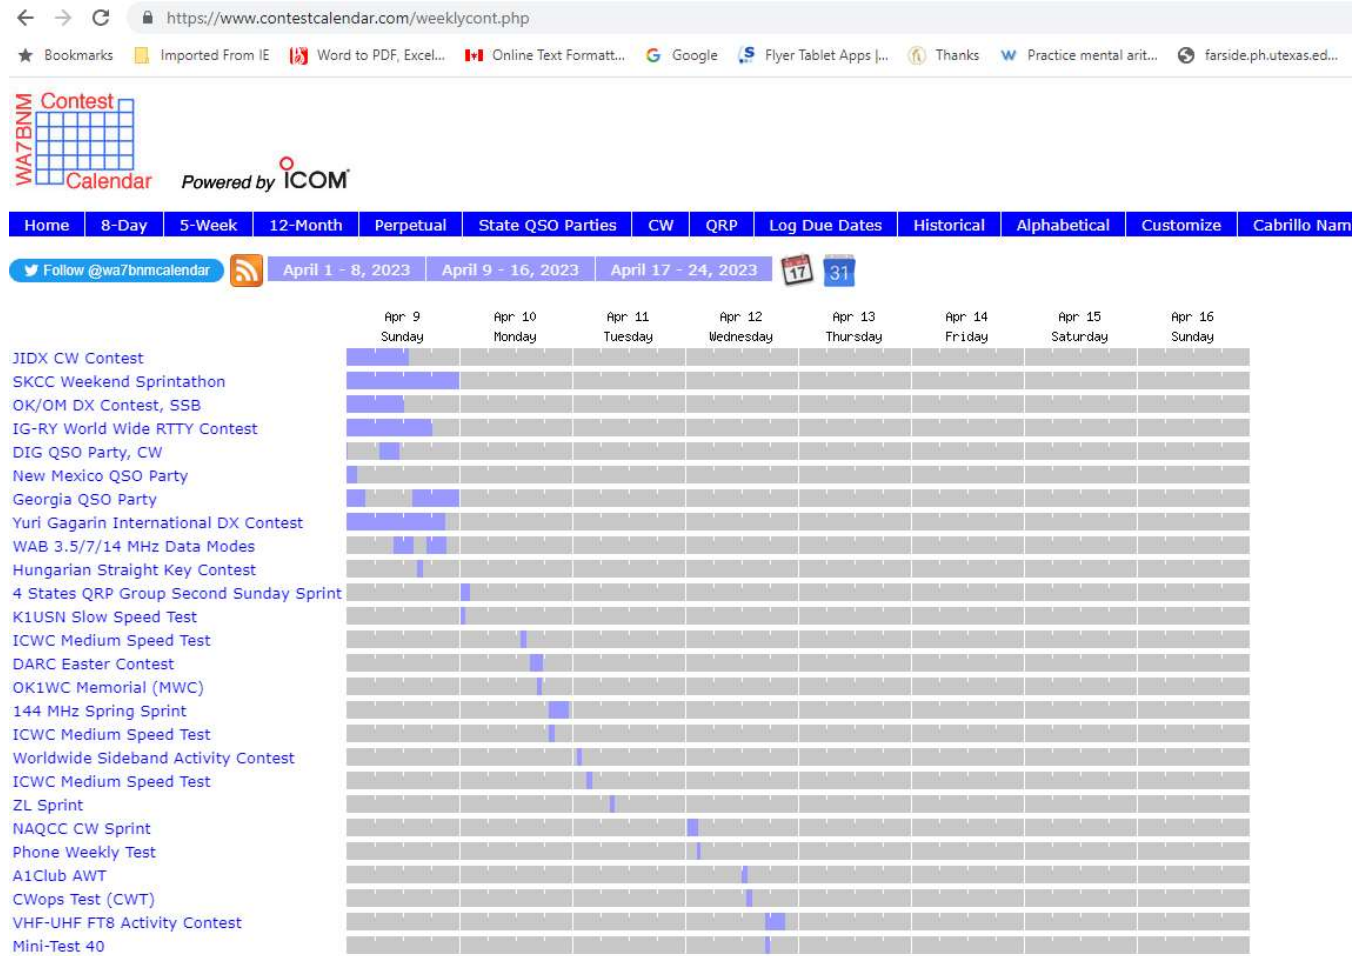 https://www.contestcalendar.com/weeklycont.php
Bookmarks Imported From IE Word to PDF, Excel... Online Text Formatt... Google Flyer Tablet Apps |... Thanks Practice mental arit... farside.ph.utexas.ed...
WA7BNM Contest Calendar
Powered by ICOM
Home 8-Day 5-Week 12-Month Perpetual State QSO Parties CW QRP Log Due Dates Historical Alphabetical Customize Cabrillo Nam
Follow @wa7bnmcalendar April 1 - 8, 2023 April 9 - 16, 2023 April 17 - 24, 2023 17 31
Apr 9 Apr 10 Apr 11 Apr 12 Apr 13 Apr 14 Apr 15 Apr 16
Sunday Monday Tuesday Wednesday Thursday Friday Saturday Sunday
JIDX CW Contest
SKCC Weekend Sprintathon
OK/OM DX Contest, SSB
IG-RY World Wide RTTY Contest
DIG QSO Party, CW
New Mexico QSO Party
Georgia QSO Party
Yuri Gagarin International DX Contest
WAB 3.5/7/14 MHz Data Modes
Hungarian Straight Key Contest
4 States QRP Group Second Sunday Sprint
K1USN Slow Speed Test
ICWC Medium Speed Test
DARC Easter Contest
OK1WC Memorial (MWC)
144 MHz Spring Sprint
ICWC Medium Speed Test
Worldwide Sideband Activity Contest
ICWC Medium Speed Test
ZL Sprint
NAQCC CW Sprint
Phone Weekly Test
A1Club AWT
CWops Test (CWT)
VHF-UHF FT8 Activity Contest
Mini-Test 40